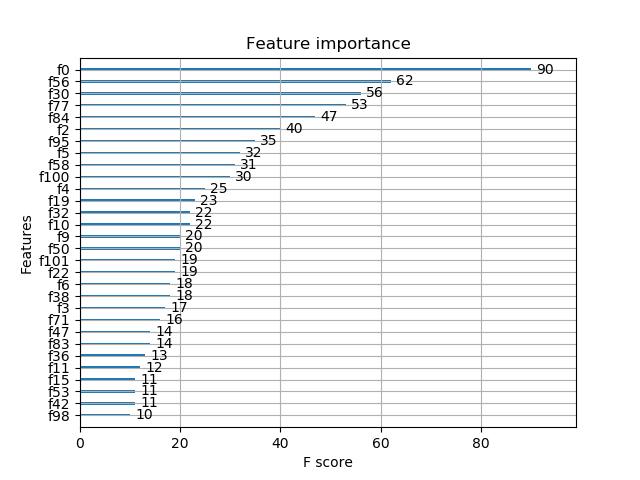 Feature importance
f0 90
f56 62
f30 56
f77 53
f84 47
f2 40
f95 35
f5 32
f58 31
f100 30
f4 25
f19 23
f32 22
f10 22
f9 20
f50 20
f101 19
f22 19
f6 18
f38 18
f3 17
f71 16
f47 14
f83 14
f36 13
f11 12
f15 11
f53 11
f42 11
f98 10
Features
0 20 40 60 80
F score